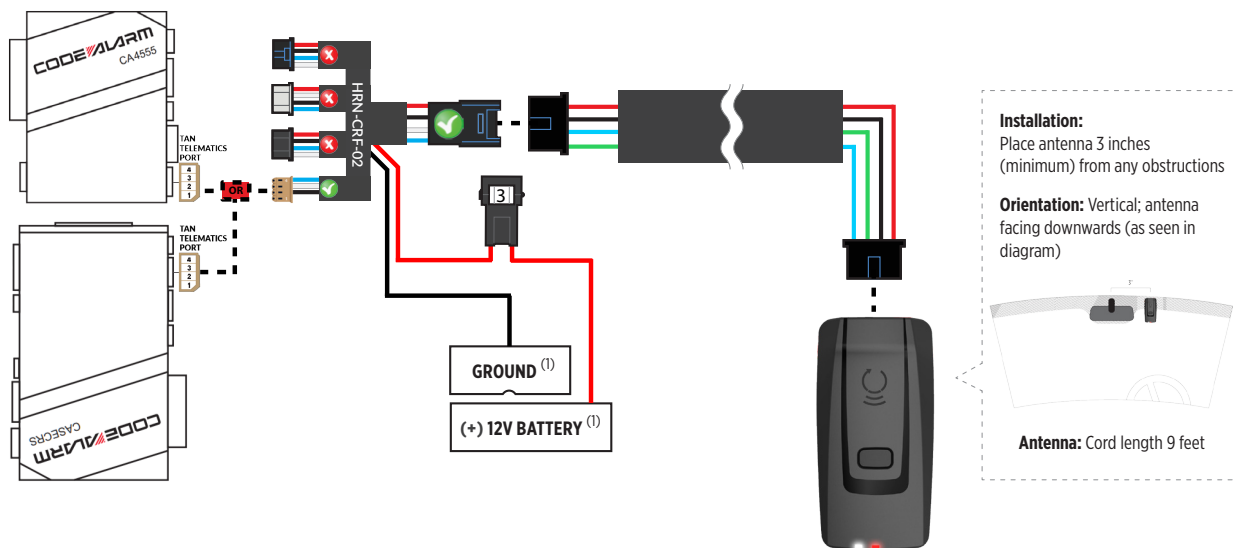 CODE ALARM
CA4555
TAN
TELEMATICS
PORT
4
3
2
1
OR
HRN-CRF-02
TAN
TELEMATICS
PORT
4
3
2
1
CODE ALARM
CASECRS
3
GROUND (1)
(+) 12V BATTERY (1)
Installation:
Place antenna 3 inches
(minimum) from any obstructions
Orientation: Vertical; antenna
facing downwards (as seen in
diagram)
3"
Antenna: Cord length 9 feet